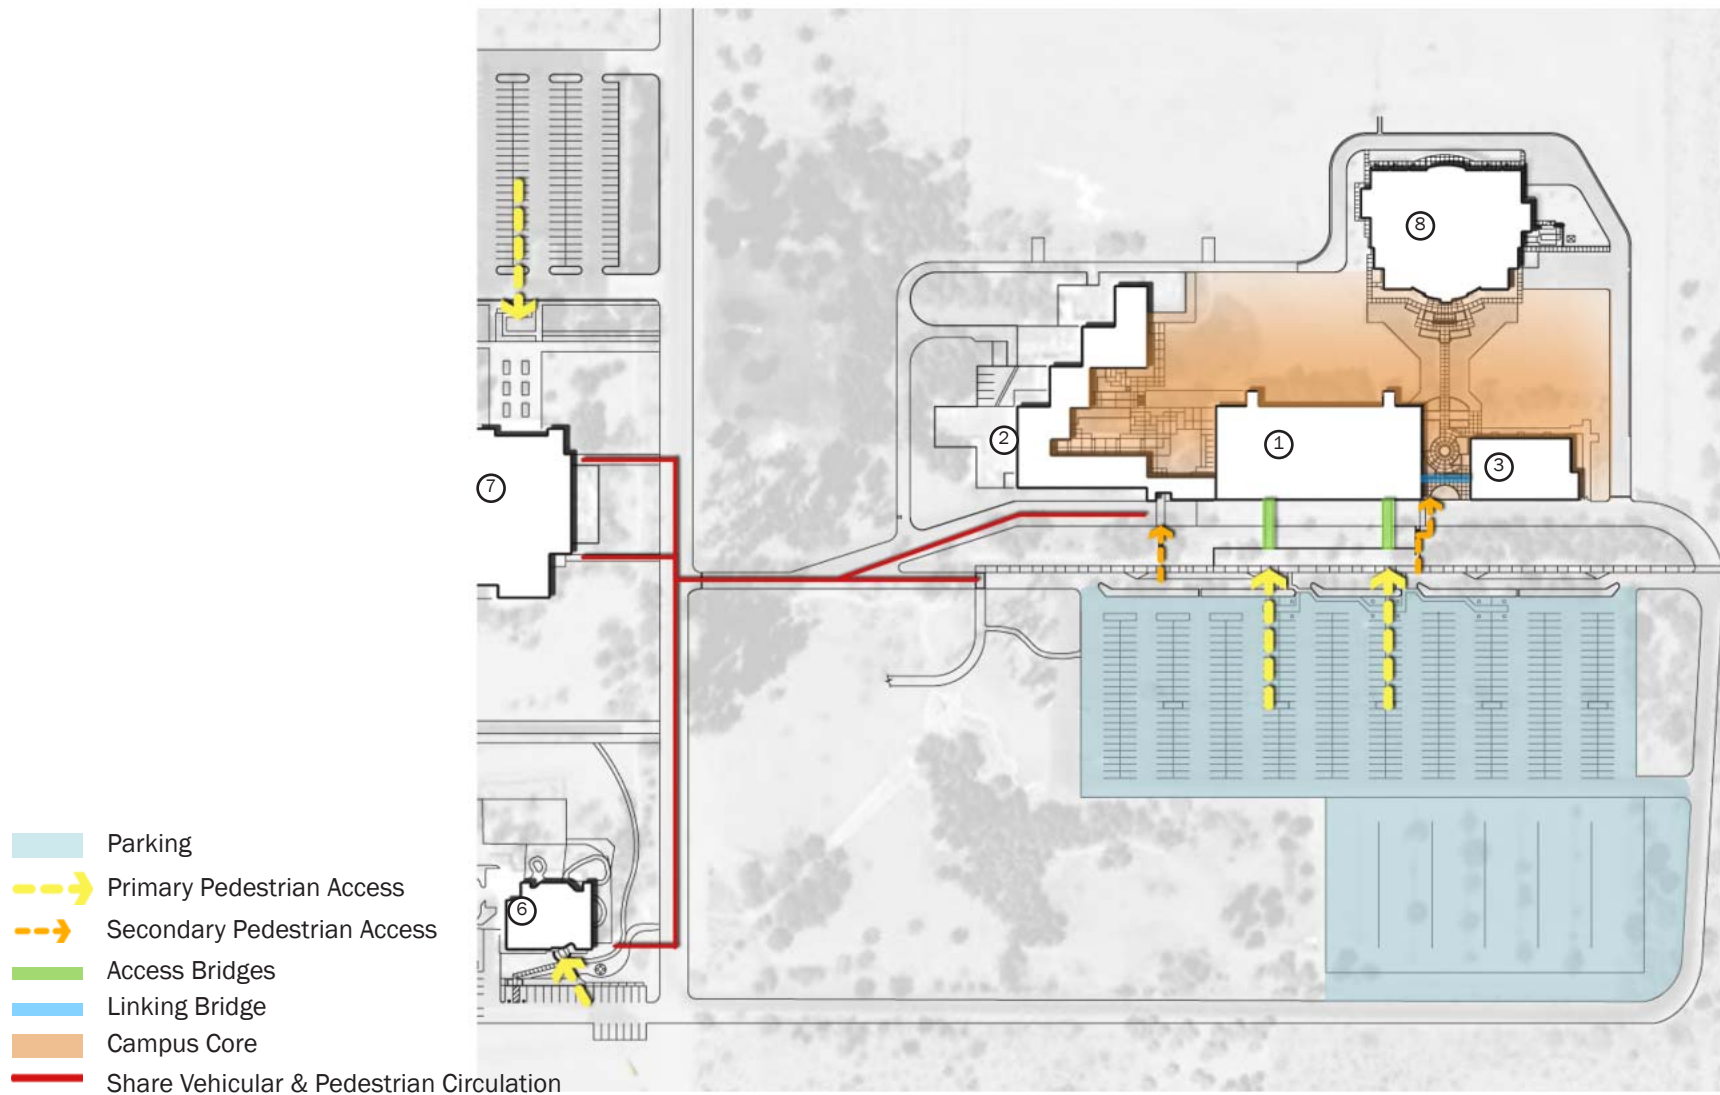 8
2
1
3
7
6
Parking
Primary Pedestrian Access
Secondary Pedestrian Access
Access Bridges
Linking Bridge
Campus Core
Share Vehicular & Pedestrian Circulation